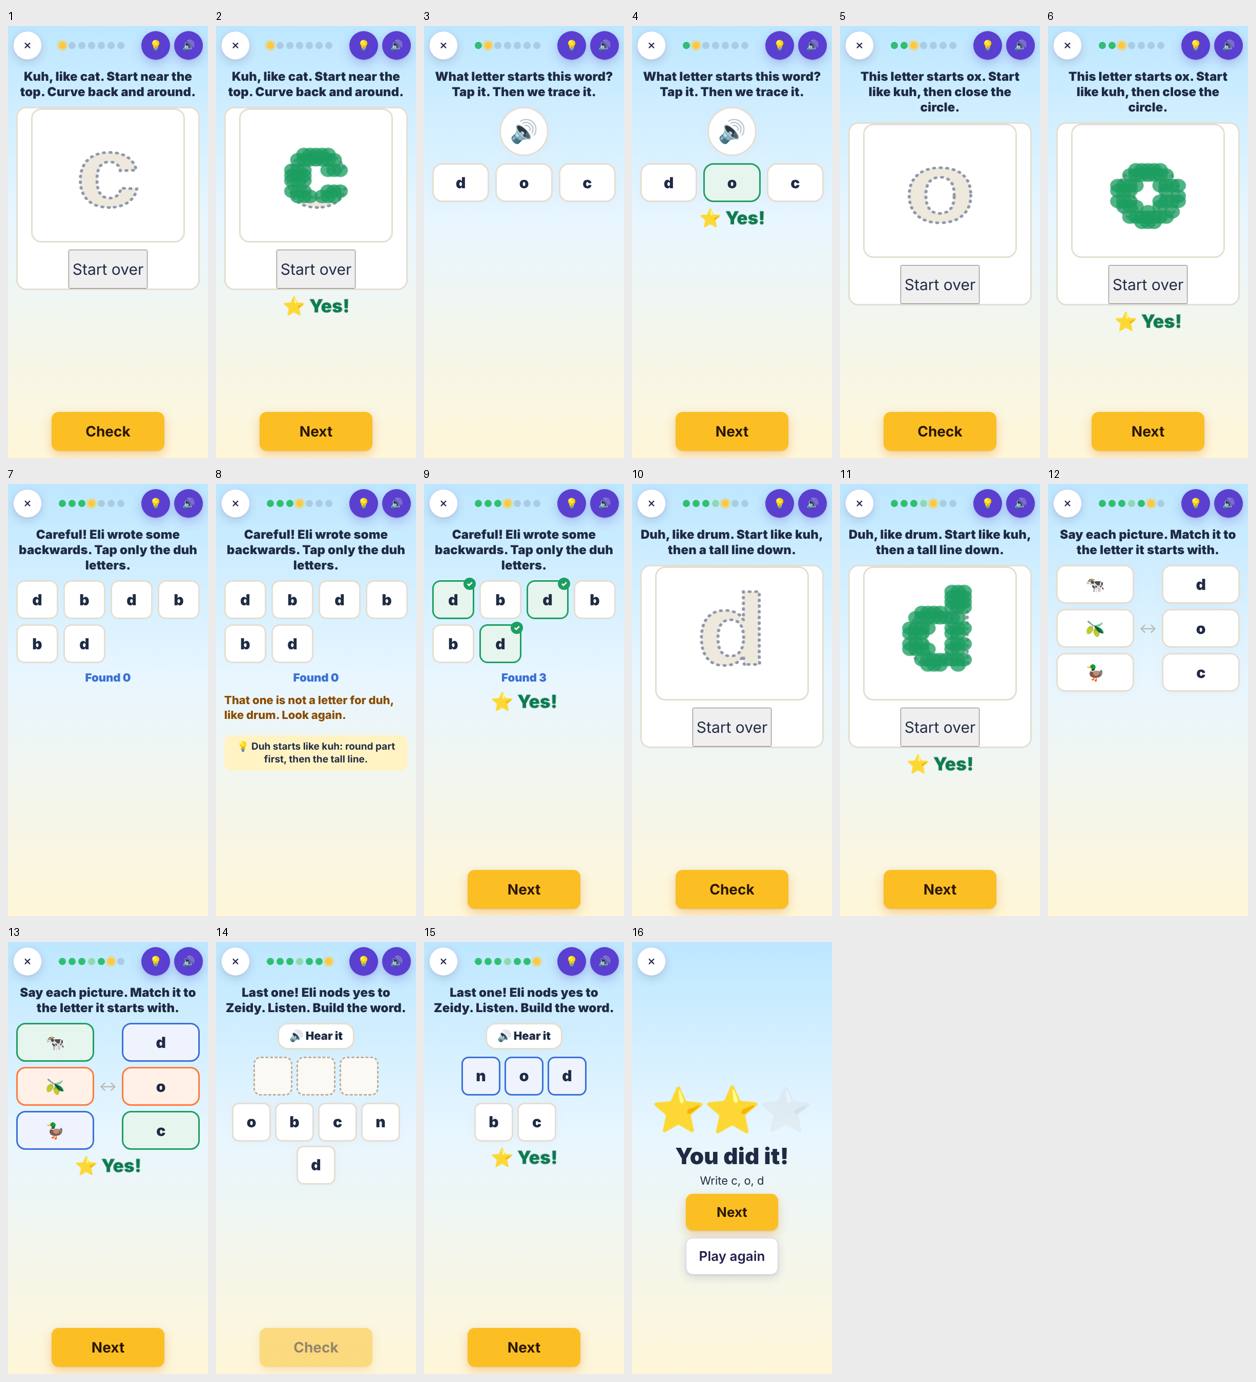 1
Kuh, like cat. Start near the
top. Curve back and around.
c
Start over
Check
2
Kuh, like cat. Start near the
top. Curve back and around.
c
Start over
Yes!
Next
3
What letter starts this word?
Tap it. Then we trace it.
d o c
4
What letter starts this word?
Tap it. Then we trace it.
d o c
Yes!
Next
5
This letter starts ox. Start
like kuh, then close the
circle.
o
Start over
Check
6
This letter starts ox. Start
like kuh, then close the
circle.
o
Start over
Yes!
Next
7
Careful! Eli wrote some
backwards. Tap only the duh
letters.
d b d b
b d
Found 0
8
Careful! Eli wrote some
backwards. Tap only the duh
letters.
d b d b
b d
Found 0
That one is not a letter for duh,
like drum. Look again.
Duh starts like kuh: round part
first, then the tall line.
9
Careful! Eli wrote some
backwards. Tap only the duh
letters.
d b d b
b d
Found 3
Yes!
Next
10
Duh, like drum. Start like kuh,
then a tall line down.
d
Start over
Check
11
Duh, like drum. Start like kuh,
then a tall line down.
d
Start over
Yes!
Next
12
Say each picture. Match it to
the letter it starts with.
d
o
c
13
Say each picture. Match it to
the letter it starts with.
d
o
c
Yes!
Next
14
Last one! Eli nods yes to
Zeidy. Listen. Build the word.
Hear it
o b c n
d
Check
15
Last one! Eli nods yes to
Zeidy. Listen. Build the word.
Hear it
n o d
b c
Yes!
Next
16
You did it!
Write c, o, d
Next
Play again